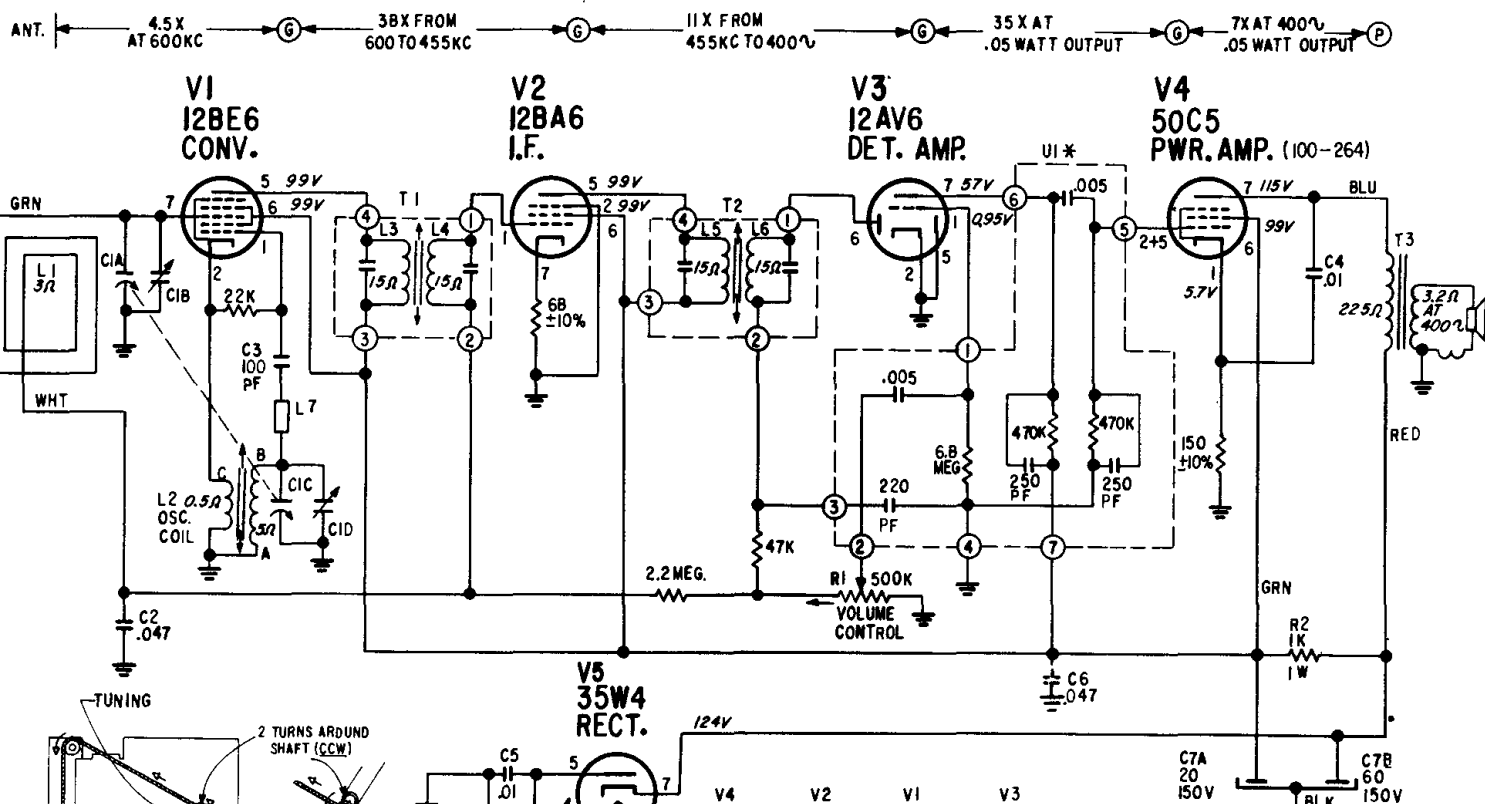 ANT. 4.5X G 38X FROM G 11X FROM G 35X AT G 7X AT 400~ P
AT 600KC 600 TO 455KC 455KC TO 400~ .05 WATT OUTPUT .05 WATT OUTPUT
V1
12BE6
CONV.
V2
12BA6
I.F.
V3
12AV6
DET. AMP.
U1*
V4
50C5
PWR. AMP. (100-264)
GRN
7
5 99V
6 99V
1
2
L1
3Ω
C1A
C1B
22K
C3
100
PF
L7
WHT
C
B
A
L2 0.5Ω
OSC.
COIL
5Ω
C1C
C1D
C2
.047
T1
4
1
L3
L4
15Ω
15Ω
3
2
5 99V
2 99V
6
1
7
68
±10%
T2
4
1
L5
L6
15Ω
15Ω
3
2
7 57V
1
0.95V
6
2
5
6
.005
5
1
.005
6.8
MEG
470K
470K
250
PF
250
PF
3
220
PF
2
4
7
47K
2.2 MEG.
R1 500K
VOLUME
CONTROL
7 115V
BLU
99V
2+5
6
1
5.7V
C4
.01
T3
225Ω
3.2Ω
AT
400~
150
±10%
RED
GRN
R2
1K
1W
C6
.047
V5
35W4
RECT.
124V
TUNING
2 TURNS AROUND
SHAFT (CCW)
C5
.01
5
7
4
V4 V2 V1 V3
C7A
20
150V
C7B
60
150V
BLK